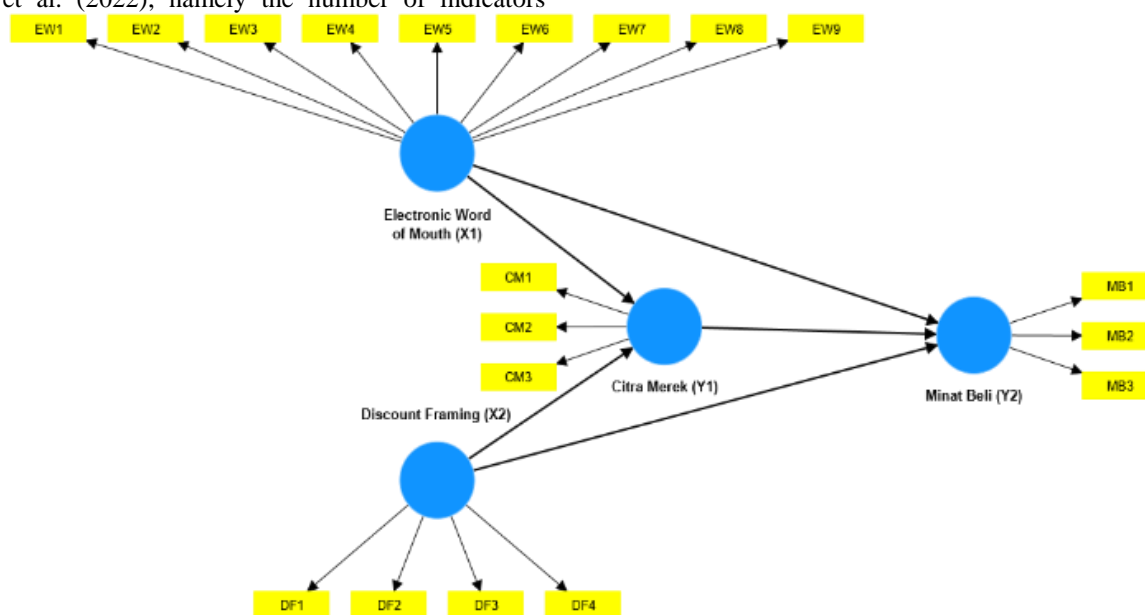 et al. (2022), namely the number of indicators
EW1 EW2 EW3 EW4 EW5 EW6 EW7 EW8 EW9
Electronic Word
of Mouth (X1)
CM1
CM2
CM3
Citra Merek (Y1)
MB1
MB2
MB3
Minat Beli (Y2)
Discount Framing (X2)
DF1 DF2 DF3 DF4